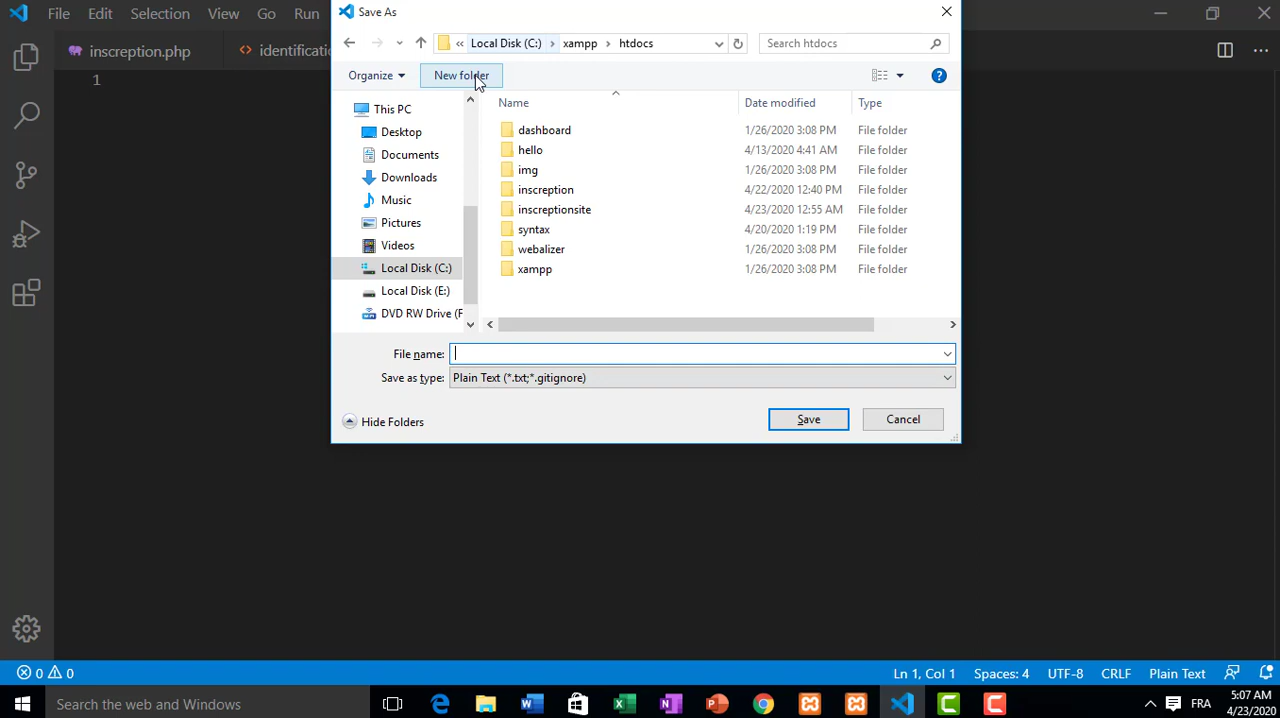 File Edit Selection View Go Run
Save As
inscreption.php
identificatio
Local Disk (C:) xampp htdocs
Search htdocs
Organize
New folder
Name Date modified Type
This PC
Desktop
Documents
Downloads
Music
Pictures
Videos
Local Disk (C:)
Local Disk (E:)
DVD RW Drive (F
dashboard 1/26/2020 3:08 PM File folder
hello 4/13/2020 4:41 AM File folder
img 1/26/2020 3:08 PM File folder
inscreption 4/22/2020 12:40 PM File folder
inscreptionsite 4/23/2020 12:55 AM File folder
syntax 4/20/2020 1:19 PM File folder
webalizer 1/26/2020 3:08 PM File folder
xampp 1/26/2020 3:08 PM File folder
File name:
Save as type: Plain Text (*.txt;*.gitignore)
Hide Folders
Save
Cancel
1
0 0
Ln 1, Col 1 Spaces: 4 UTF-8 CRLF Plain Text
Search the web and Windows
FRA
5:07 AM
4/23/2020